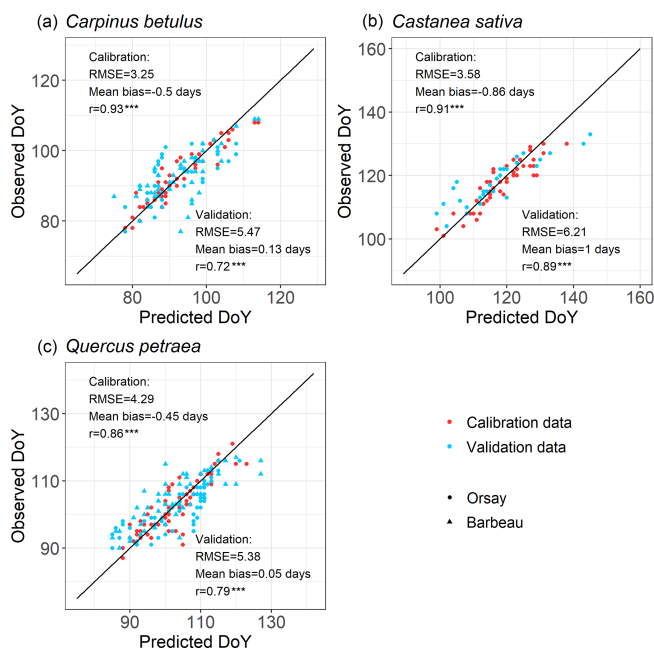 (a) Carpinus betulus
Calibration:
RMSE=3.25
Mean bias=-0.5 days
r=0.93***
Validation:
RMSE=5.47
Mean bias=0.13 days
r=0.72***
120
100
80
80
100
120
Observed DoY
Predicted DoY
(b) Castanea sativa
Calibration:
RMSE=3.58
Mean bias=-0.86 days
r=0.91***
Validation:
RMSE=6.21
Mean bias=1 days
r=0.89***
160
140
120
100
100
120
140
160
Observed DoY
Predicted DoY
(c) Quercus petraea
Calibration:
RMSE=4.29
Mean bias=-0.45 days
r=0.86***
Validation:
RMSE=5.38
Mean bias=0.05 days
r=0.79***
130
110
90
90
110
130
Observed DoY
Predicted DoY
Calibration data
Validation data
Orsay
Barbeau